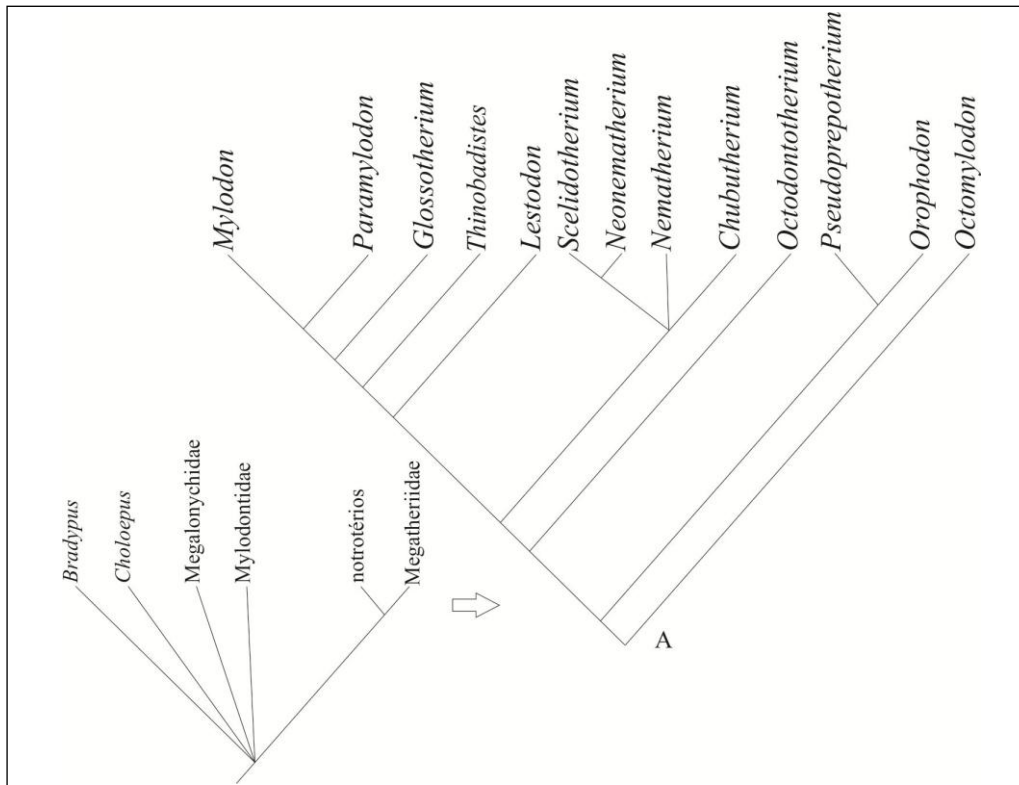 Mylodon
Paramylodon
Glossotherium
Thinobadistes
Lestodon
Scelidotherium
Neonematherium
Nematherium
Chubutherium
Octodontotherium
Pseudoprepotherium
Orophodon
Octomylodon
Bradypus
Choloepus
Megalonychidae
Mylodontidae
notrotérios
Megatheriidae
A